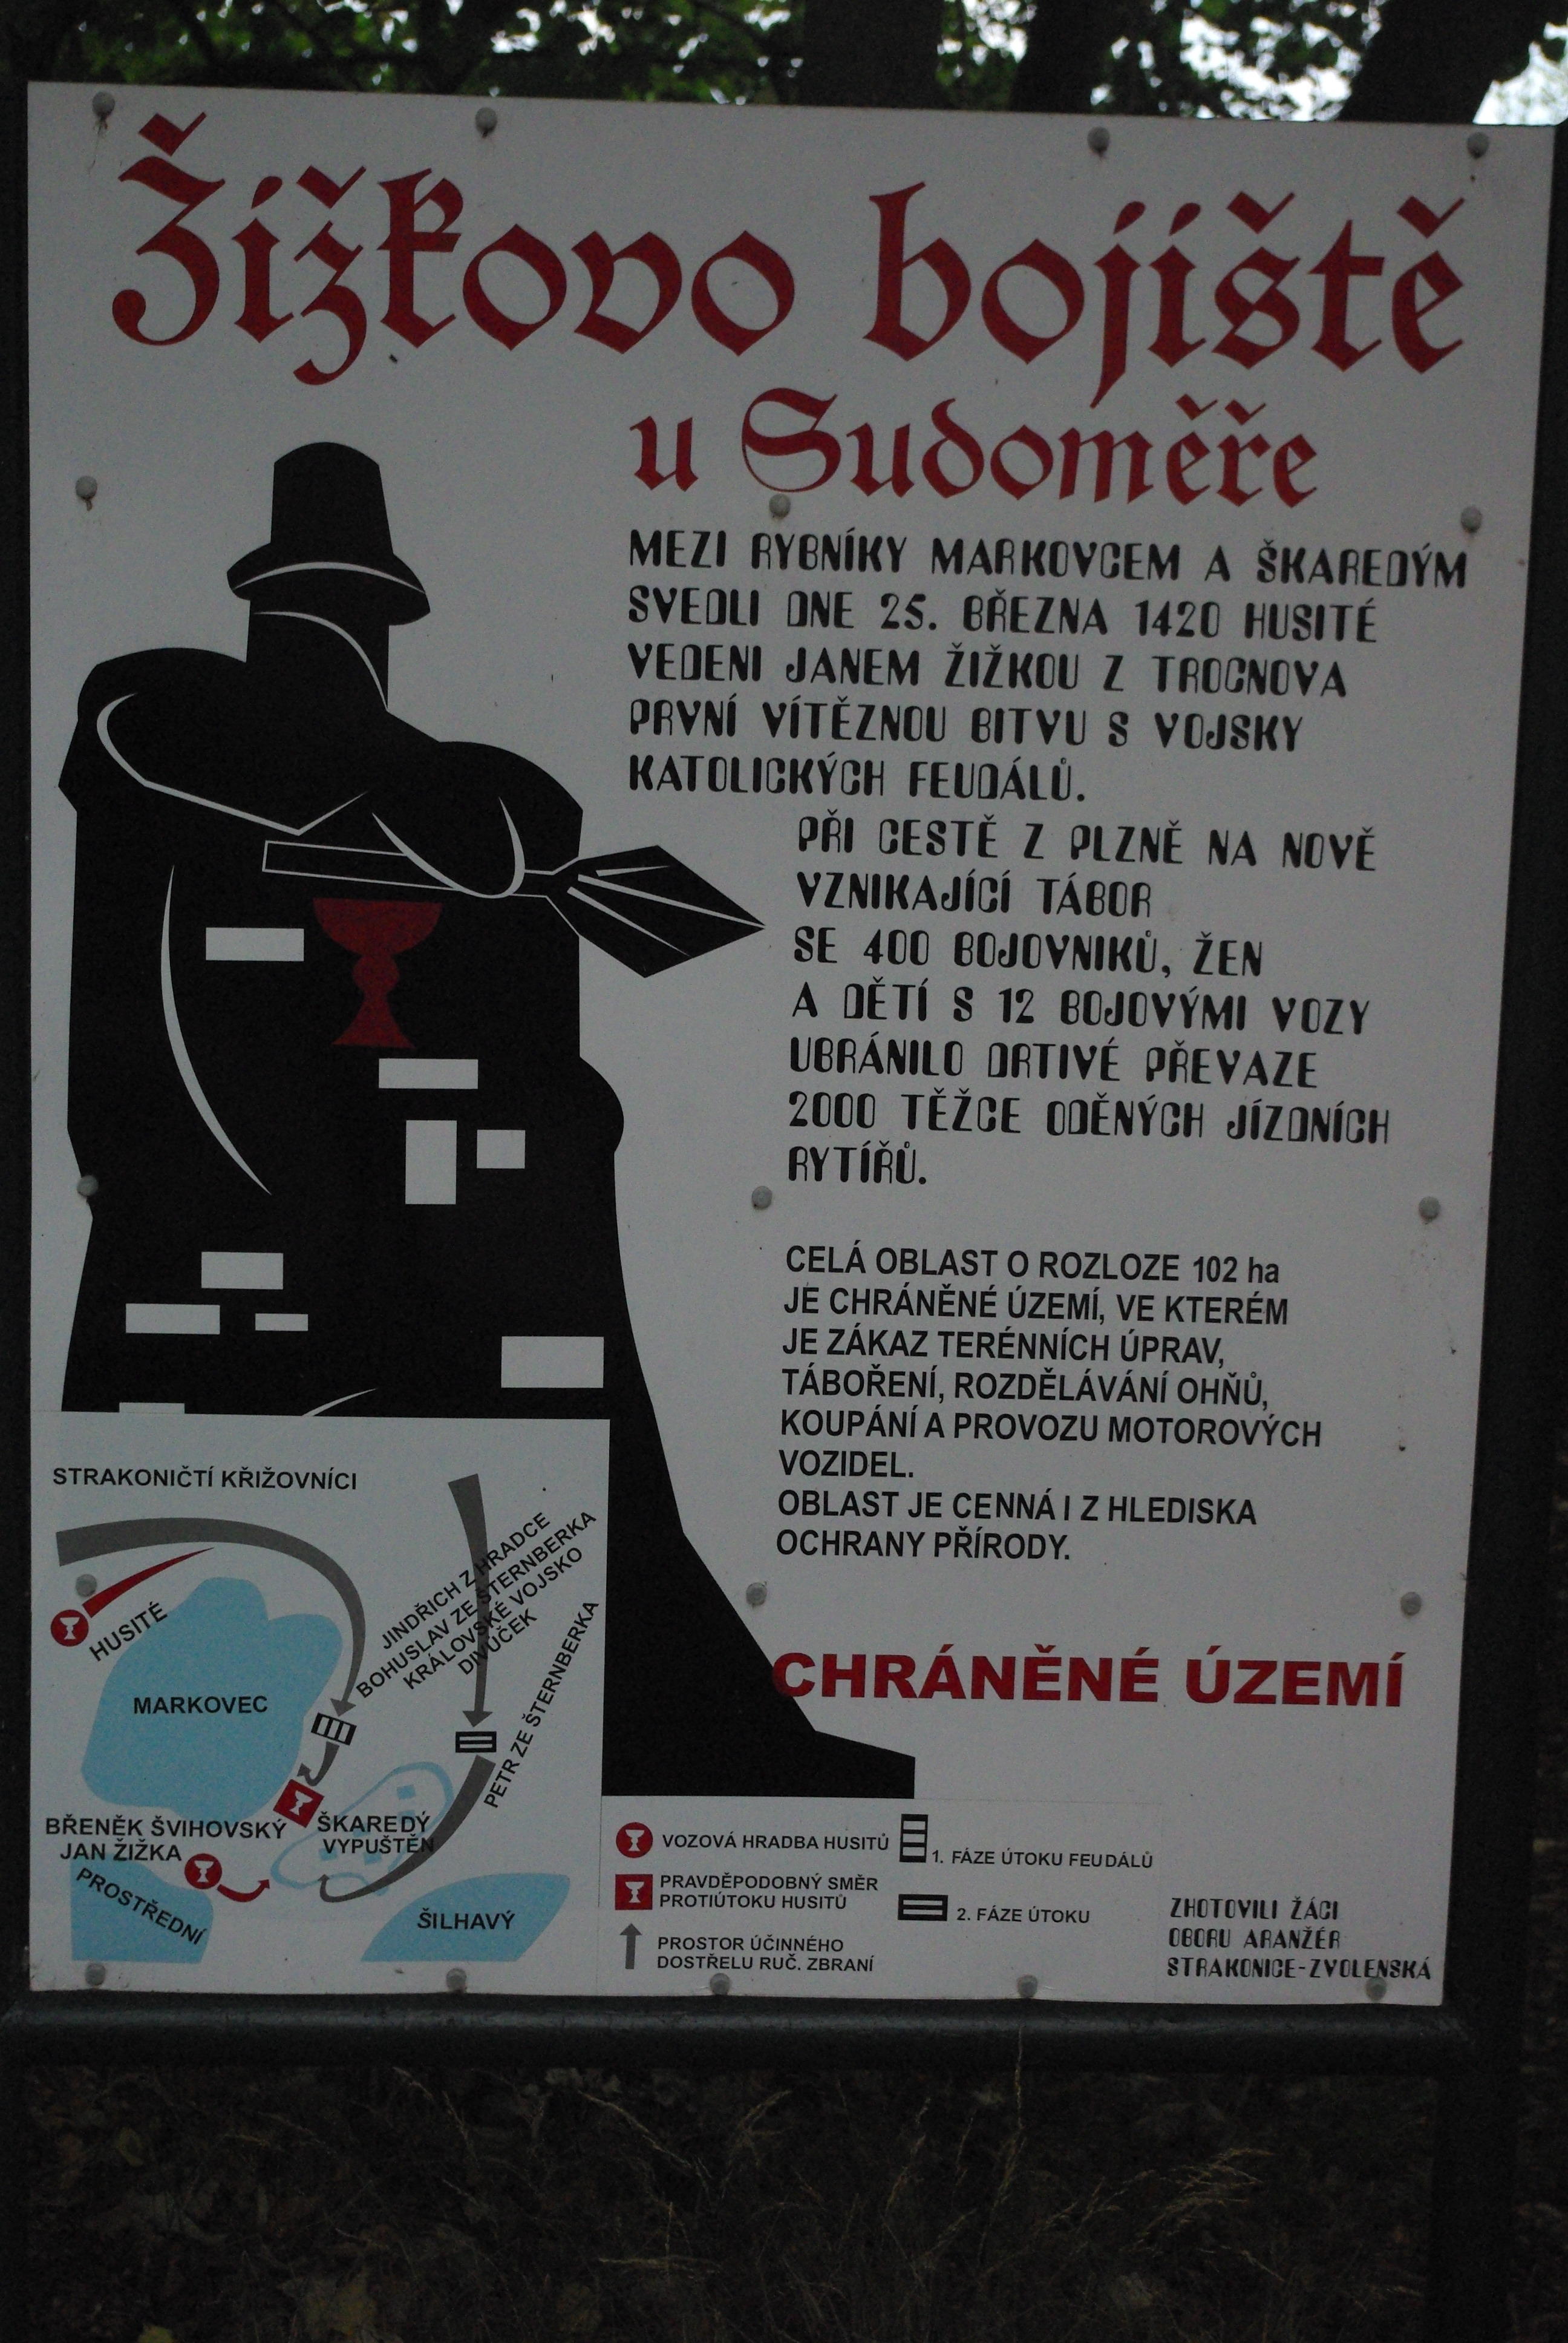 Žižkovo bojiště
u Sudoměře
MEZI RYBNÍKY MARKOVCEM A ŠKAREDÝM
SVEDLI DNE 25. BŘEZNA 1420 HUSITÉ
VEDENI JANEM ŽIŽKOU Z TROCNOVA
PRVNÍ VÍTĚZNOU BITVU S VOJSKY
KATOLICKÝCH FEUDÁLŮ.
PŘI CESTĚ Z PLZNĚ NA NOVĚ
VZNIKAJÍCÍ TÁBOR
SE 400 BOJOVNIKŮ, ŽEN
A DĚTÍ S 12 BOJOVÝMI VOZY
UBRÁNILO DRTIVÉ PŘEVAZE
2000 TĚŽCE ODĚNÝCH JÍZDNÍCH
RYTÍŘŮ.
CELÁ OBLAST O ROZLOZE 102 ha
JE CHRÁNĚNÉ ÚZEMÍ, VE KTERÉM
JE ZÁKAZ TERÉNNÍCH ÚPRAV,
TÁBOŘENÍ, ROZDĚLÁVÁNÍ OHŇŮ,
KOUPÁNÍ A PROVOZU MOTOROVÝCH
VOZIDEL.
OBLAST JE CENNÁ I Z HLEDISKA
OCHRANY PŘÍRODY.
CHRÁNĚNÉ ÚZEMÍ
STRAKONIČTÍ KŘIŽOVNÍCI
HUSITÉ
JINDŘICH Z HRADCE
BOHUSLAV ZE ŠTERNBERKA
KRÁLOVSKÉ VOJSKO
DIVŮČEK
PETR ZE ŠTERNBERKA
MARKOVEC
BŘENĚK ŠVIHOVSKÝ
JAN ŽIŽKA
ŠKAREDÝ
VYPUŠTĚN
PROSTŘEDNÍ
ŠILHAVÝ
VOZOVÁ HRADBA HUSITŮ
PRAVDĚPODOBNÝ SMĚR
PROTIÚTOKU HUSITŮ
PROSTOR ÚČINNÉHO
DOSTŘELU RUČ. ZBRANÍ
1. FÁZE ÚTOKU FEUDÁLŮ
2. FÁZE ÚTOKU
ZHOTOVILI ŽÁCI
OBORU ARANŽÉR
STRAKONICE-ZVOLENSKÁ